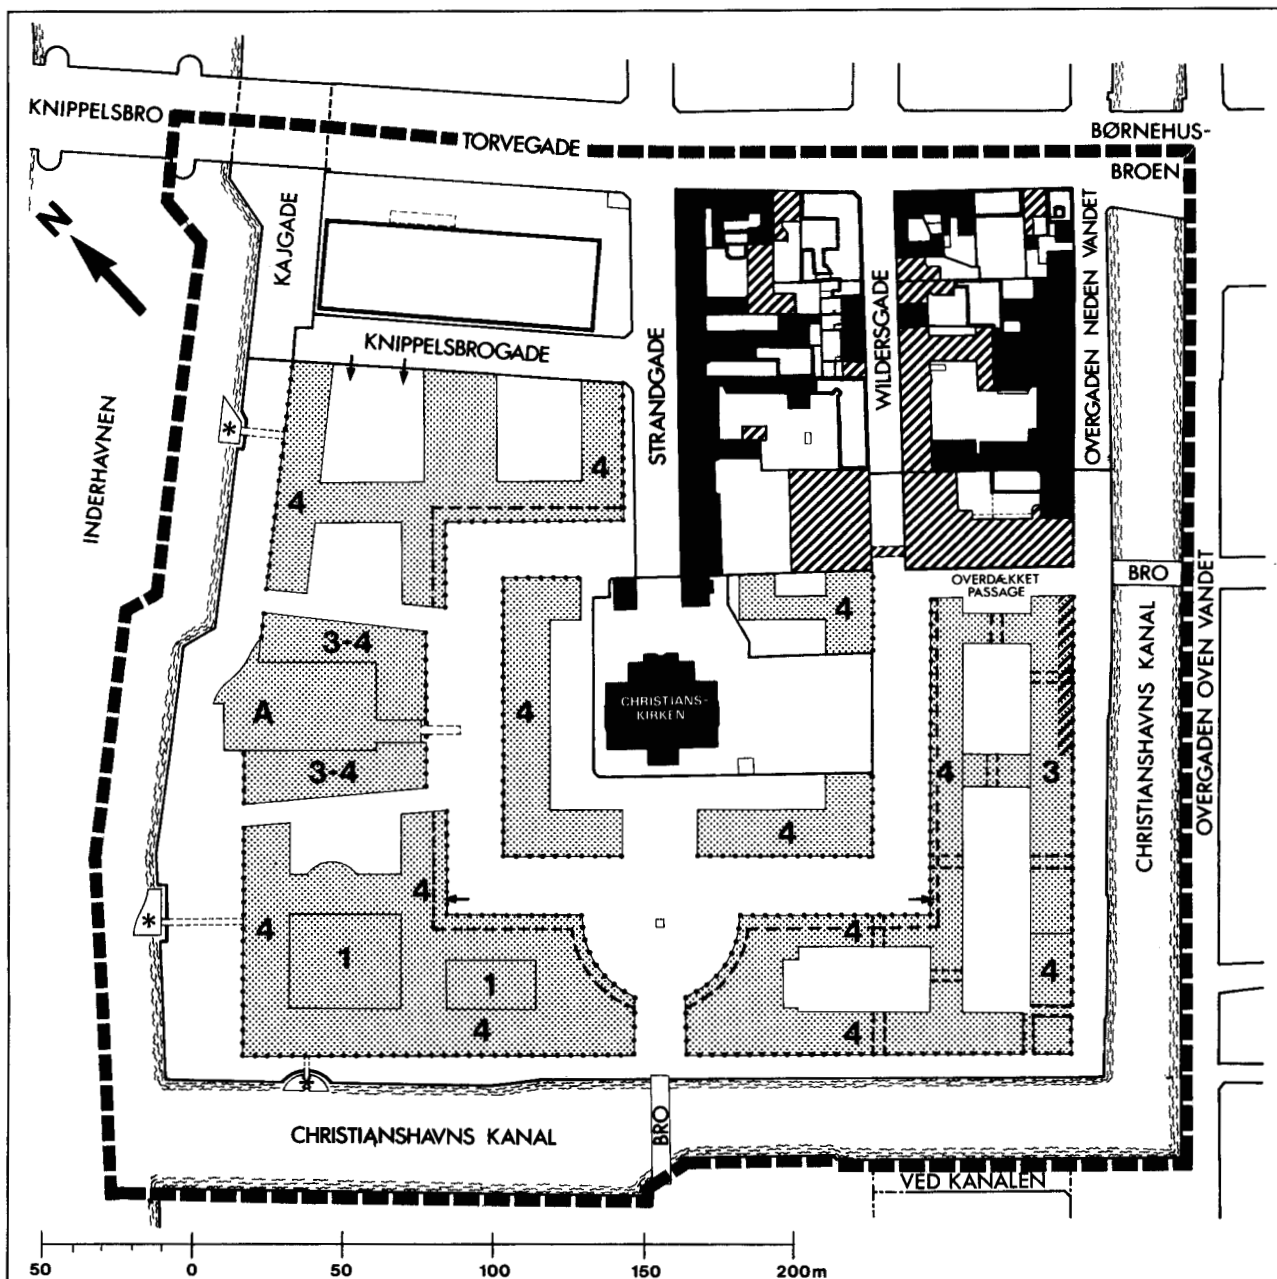 KNIPPELSBRO
TORVEGADE
BØRNEHUS-
BROEN
N
KAJGADE
KNIPPELSBROGADE
STRANDGADE
WILDERSGADE
OVERGADEN NEDEN VANDET
INDERHAVNEN
*
4
4
OVERDÆKKET
PASSAGE
BRO
4
3-4
A
3-4
4
CHRISTIANS-
KIRKEN
4
3
4
CHRISTIANSHAVNS KANAL
OVERGADEN OVEN VANDET
*
4
4
1
1
4
4
4
4
*
CHRISTIANSHAVNS KANAL
BRO
VED KANALEN
50 0 50 100 150 200m